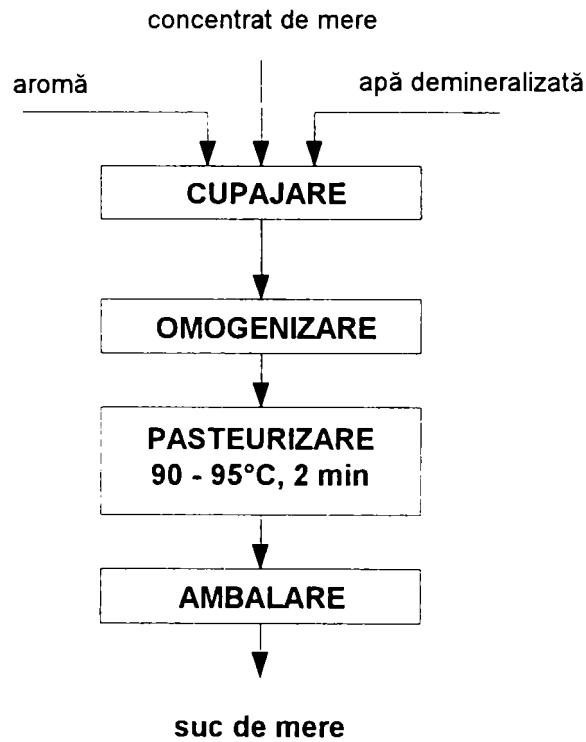 concentrat de mere
aromă
apă demineralizată
CUPAJARE
OMOGENIZARE
PASTEURIZARE
90 - 95°C, 2 min
AMBALARE
suc de mere